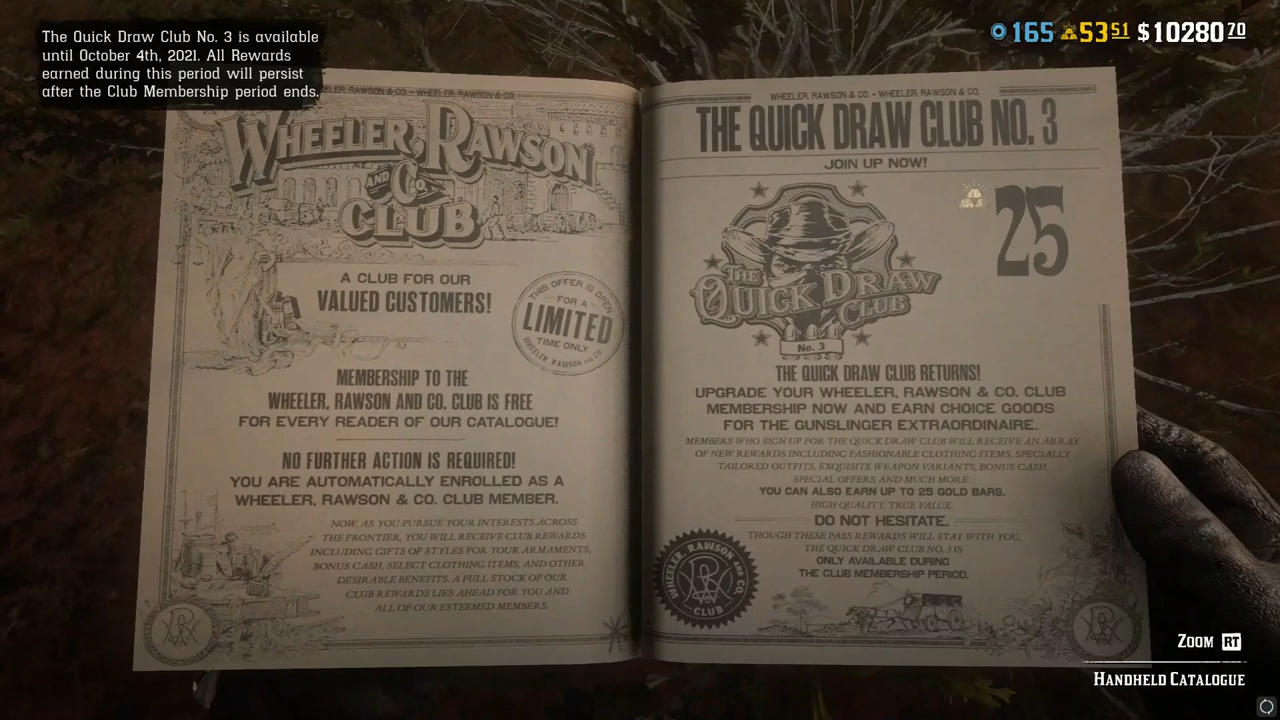 The Quick Draw Club No. 3 is available
until October 4th, 2021. All Rewards
earned during this period will persist
after the Club Membership period ends.
165 53 51 $10280 70
RAWSON & CO. • WHEELER, RAWSON & CO.
WHEELER, RAWSON
AND Co.
CLUB
A CLUB FOR OUR
VALUED CUSTOMERS!
THIS OFFER IS OPEN
FOR A
LIMITED
TIME ONLY
WHEELER, RAWSON AND CO.
MEMBERSHIP TO THE
WHEELER, RAWSON AND CO. CLUB IS FREE
FOR EVERY READER OF OUR CATALOGUE!
NO FURTHER ACTION IS REQUIRED!
YOU ARE AUTOMATICALLY ENROLLED AS A
WHEELER, RAWSON & CO. CLUB MEMBER.
NOW, AS YOU PURSUE YOUR INTERESTS ACROSS
THE FRONTIER, YOU WILL RECEIVE CLUB REWARDS
INCLUDING GIFTS OF STYLES FOR YOUR ARMAMENTS,
BONUS CASH, SELECT CLOTHING ITEMS, AND OTHER
DESIRABLE BENEFITS. A FULL STOCK OF OUR
CLUB REWARDS LIES AHEAD FOR YOU AND
ALL OF OUR ESTEEMED MEMBERS.
WHEELER, RAWSON & CO. • WHEELER, RAWSON & CO.
THE QUICK DRAW CLUB NO. 3
JOIN UP NOW!
25
THE
QUICK DRAW
CLUB
No. 3
THE QUICK DRAW CLUB RETURNS!
UPGRADE YOUR WHEELER, RAWSON & CO. CLUB
MEMBERSHIP NOW AND EARN CHOICE GOODS
FOR THE GUNSLINGER EXTRAORDINAIRE.
MEMBERS WHO SIGN UP FOR THE QUICK DRAW CLUB WILL RECEIVE AN ARRAY
OF NEW REWARDS INCLUDING FASHIONABLE CLOTHING ITEMS, SPECIALLY
TAILORED OUTFITS, EXQUISITE WEAPON VARIANTS, BONUS CASH,
SPECIAL OFFERS AND MUCH MORE.
YOU CAN ALSO EARN UP TO 25 GOLD BARS.
HIGH QUALITY, TRUE VALUE.
DO NOT HESITATE.
THOUGH THESE PASS REWARDS WILL STAY WITH YOU,
THE QUICK DRAW CLUB NO. 3 IS
ONLY AVAILABLE DURING
THE CLUB MEMBERSHIP PERIOD.
WHEELER, RAWSON AND CO.
CLUB
ZOOM RT
HANDHELD CATALOGUE